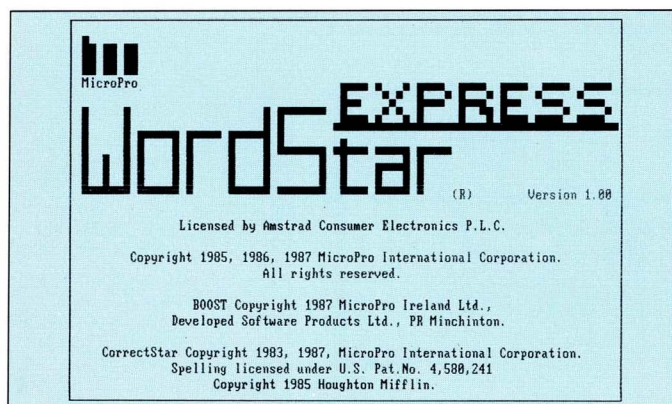 MicroPro
EXPRESS
WordStar
(R) Version 1.00
Licensed by Amstrad Consumer Electronics P.L.C.
Copyright 1985, 1986, 1987 MicroPro International Corporation.
All rights reserved.
BOOST Copyright 1987 MicroPro Ireland Ltd.,
Developed Software Products Ltd., PR Minchinton.
CorrectStar Copyright 1983, 1987, MicroPro International Corporation.
Spelling licensed under U.S. Pat.No. 4,580,241
Copyright 1985 Houghton Mifflin.